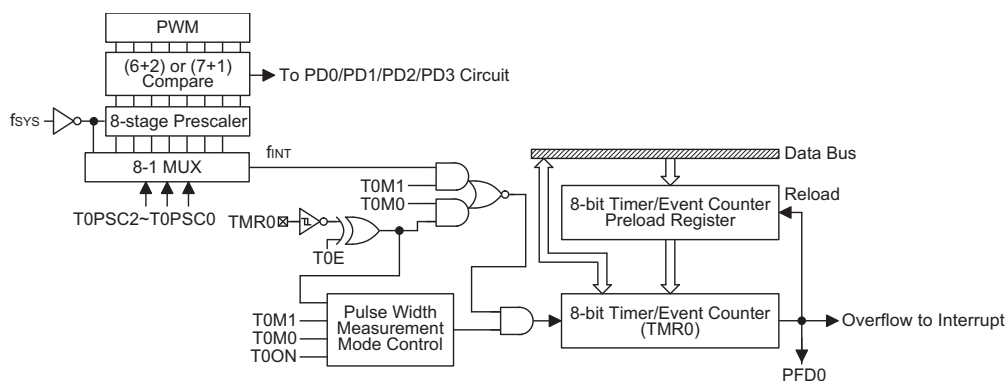 PWM
(6+2) or (7+1)
Compare
To PD0/PD1/PD2/PD3 Circuit
fSYS
8-stage Prescaler
8-1 MUX
fINT
T0PSC2~T0PSC0
T0M1
T0M0
TMR0
T0E
Data Bus
8-bit Timer/Event Counter
Preload Register
Reload
T0M1
T0M0
T0ON
Pulse Width
Measurement
Mode Control
8-bit Timer/Event Counter
(TMR0)
Overflow to Interrupt
PFD0